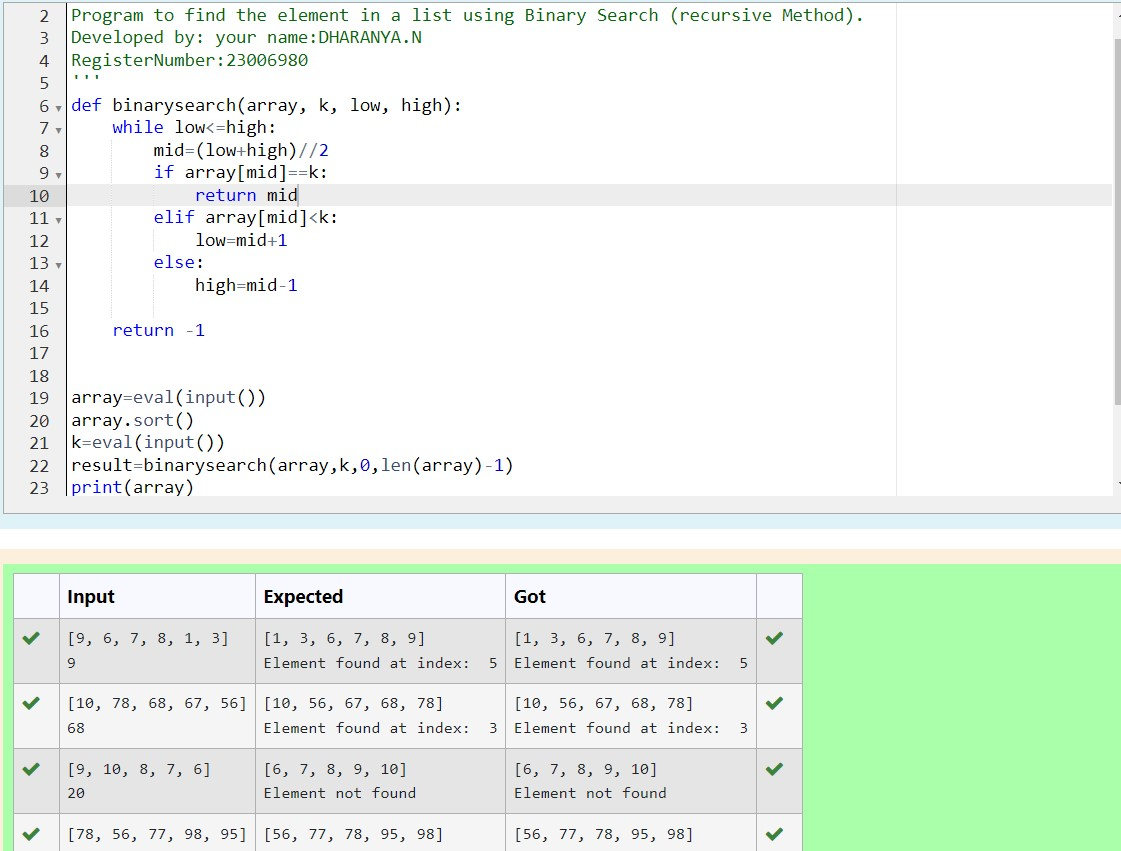 2 Program to find the element in a list using Binary Search (recursive Method).
3 Developed by: your name:DHARANYA.N
4 RegisterNumber:23006980
5 '''
6 def binarysearch(array, k, low, high):
7     while low<=high:
8         mid=(low+high)//2
9         if array[mid]==k:
10             return mid
11         elif array[mid]<k:
12             low=mid+1
13         else:
14             high=mid-1
15
16     return -1
17
18
19 array=eval(input())
20 array.sort()
21 k=eval(input())
22 result=binarysearch(array,k,0,len(array)-1)
23 print(array)
Input Expected Got
[9, 6, 7, 8, 1, 3] [1, 3, 6, 7, 8, 9] [1, 3, 6, 7, 8, 9]
9 Element found at index:  5 Element found at index:  5
[10, 78, 68, 67, 56] [10, 56, 67, 68, 78] [10, 56, 67, 68, 78]
68 Element found at index:  3 Element found at index:  3
[9, 10, 8, 7, 6] [6, 7, 8, 9, 10] [6, 7, 8, 9, 10]
20 Element not found Element not found
[78, 56, 77, 98, 95] [56, 77, 78, 95, 98] [56, 77, 78, 95, 98]